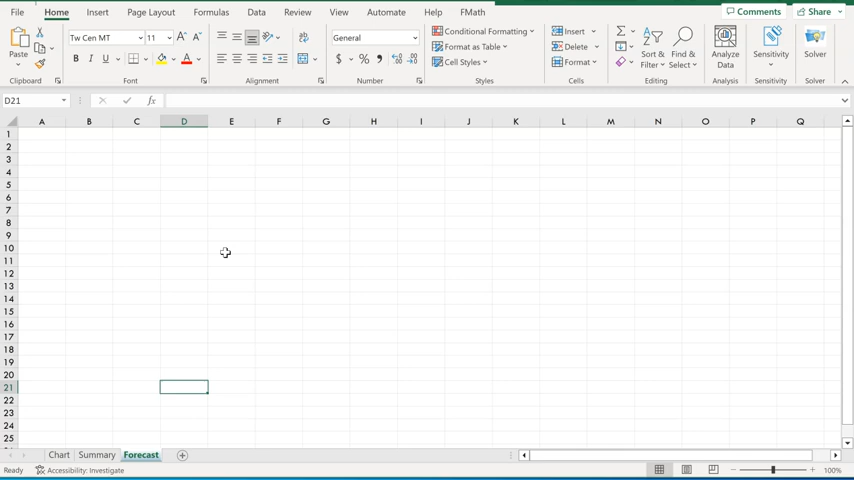 File Home Insert Page Layout Formulas Data Review View Automate Help FMath Comments Share
Paste Tw Cen MT 11 A A General $ % Conditional Formatting Insert Sort & Find & Analyze Sensitivity Solver
B I U A Format as Table Delete Filter Select Data
Cell Styles Format
Clipboard Font Alignment Number Styles Cells Editing Analysis Sensitivity Solver
D21 fx
A B C D E F G H I J K L M N O P Q
1
2
3
4
5
6
7
8
9
10
11
12
13
14
15
16
17
18
19
20
21
22
23
24
25
Chart Summary Forecast
Ready Accessibility: Investigate 100%